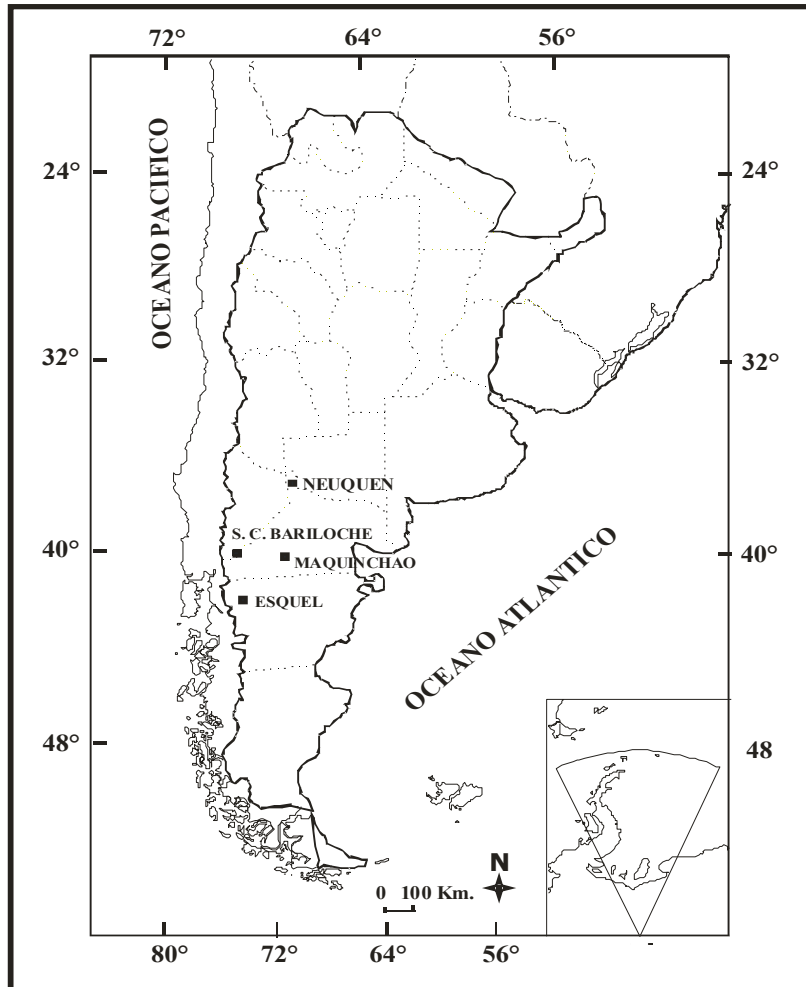 72° 64° 56°
OCEANO PACIFICO
24° 24°
32° 32°
NEUQUEN
S. C. BARILOCHE
40° 40°
MAQUINCHAO
ESQUEL
OCEANO ATLANTICO
48° 48
N
0 100 Km.
80° 72° 64° 56°